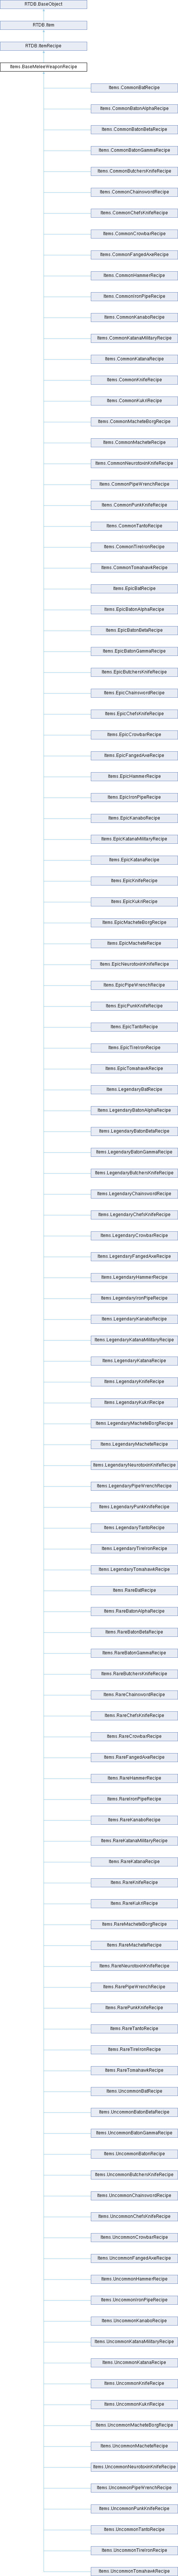 RTDB.BaseObject
RTDB.Item
RTDB.ItemRecipe
Items.BaseMeleeWeaponRecipe
Items.CommonBatRecipe
Items.CommonBatonAlphaRecipe
Items.CommonBatonBetaRecipe
Items.CommonBatonGammaRecipe
Items.CommonButchersKnifeRecipe
Items.CommonChainswordRecipe
Items.CommonChefsKnifeRecipe
Items.CommonCrowbarRecipe
Items.CommonFangedAxeRecipe
Items.CommonHammerRecipe
Items.CommonIronPipeRecipe
Items.CommonKanaboRecipe
Items.CommonKatanaMilitaryRecipe
Items.CommonKatanaRecipe
Items.CommonKnifeRecipe
Items.CommonKukriRecipe
Items.CommonMacheteBorgRecipe
Items.CommonMacheteRecipe
Items.CommonNeurotoxinKnifeRecipe
Items.CommonPipeWrenchRecipe
Items.CommonPunkKnifeRecipe
Items.CommonTantoRecipe
Items.CommonTireIronRecipe
Items.CommonTomahawkRecipe
Items.EpicBatRecipe
Items.EpicBatonAlphaRecipe
Items.EpicBatonBetaRecipe
Items.EpicBatonGammaRecipe
Items.EpicButchersKnifeRecipe
Items.EpicChainswordRecipe
Items.EpicChefsKnifeRecipe
Items.EpicCrowbarRecipe
Items.EpicFangedAxeRecipe
Items.EpicHammerRecipe
Items.EpicIronPipeRecipe
Items.EpicKanaboRecipe
Items.EpicKatanaMilitaryRecipe
Items.EpicKatanaRecipe
Items.EpicKnifeRecipe
Items.EpicKukriRecipe
Items.EpicMacheteBorgRecipe
Items.EpicMacheteRecipe
Items.EpicNeurotoxinKnifeRecipe
Items.EpicPipeWrenchRecipe
Items.EpicPunkKnifeRecipe
Items.EpicTantoRecipe
Items.EpicTireIronRecipe
Items.EpicTomahawkRecipe
Items.LegendaryBatRecipe
Items.LegendaryBatonAlphaRecipe
Items.LegendaryBatonBetaRecipe
Items.LegendaryBatonGammaRecipe
Items.LegendaryButchersKnifeRecipe
Items.LegendaryChainswordRecipe
Items.LegendaryChefsKnifeRecipe
Items.LegendaryCrowbarRecipe
Items.LegendaryFangedAxeRecipe
Items.LegendaryHammerRecipe
Items.LegendaryIronPipeRecipe
Items.LegendaryKanaboRecipe
Items.LegendaryKatanaMilitaryRecipe
Items.LegendaryKatanaRecipe
Items.LegendaryKnifeRecipe
Items.LegendaryKukriRecipe
Items.LegendaryMacheteBorgRecipe
Items.LegendaryMacheteRecipe
Items.LegendaryNeurotoxinKnifeRecipe
Items.LegendaryPipeWrenchRecipe
Items.LegendaryPunkKnifeRecipe
Items.LegendaryTantoRecipe
Items.LegendaryTireIronRecipe
Items.LegendaryTomahawkRecipe
Items.RareBatRecipe
Items.RareBatonAlphaRecipe
Items.RareBatonBetaRecipe
Items.RareBatonGammaRecipe
Items.RareButchersKnifeRecipe
Items.RareChainswordRecipe
Items.RareChefsKnifeRecipe
Items.RareCrowbarRecipe
Items.RareFangedAxeRecipe
Items.RareHammerRecipe
Items.RareIronPipeRecipe
Items.RareKanaboRecipe
Items.RareKatanaMilitaryRecipe
Items.RareKatanaRecipe
Items.RareKnifeRecipe
Items.RareKukriRecipe
Items.RareMacheteBorgRecipe
Items.RareMacheteRecipe
Items.RareNeurotoxinKnifeRecipe
Items.RarePipeWrenchRecipe
Items.RarePunkKnifeRecipe
Items.RareTantoRecipe
Items.RareTireIronRecipe
Items.RareTomahawkRecipe
Items.UncommonBatRecipe
Items.UncommonBatonBetaRecipe
Items.UncommonBatonGammaRecipe
Items.UncommonBatonRecipe
Items.UncommonButchersKnifeRecipe
Items.UncommonChainswordRecipe
Items.UncommonChefsKnifeRecipe
Items.UncommonCrowbarRecipe
Items.UncommonFangedAxeRecipe
Items.UncommonHammerRecipe
Items.UncommonIronPipeRecipe
Items.UncommonKanaboRecipe
Items.UncommonKatanaMilitaryRecipe
Items.UncommonKatanaRecipe
Items.UncommonKnifeRecipe
Items.UncommonKukriRecipe
Items.UncommonMacheteBorgRecipe
Items.UncommonMacheteRecipe
Items.UncommonNeurotoxinKnifeRecipe
Items.UncommonPipeWrenchRecipe
Items.UncommonPunkKnifeRecipe
Items.UncommonTantoRecipe
Items.UncommonTireIronRecipe
Items.UncommonTomahawkRecipe